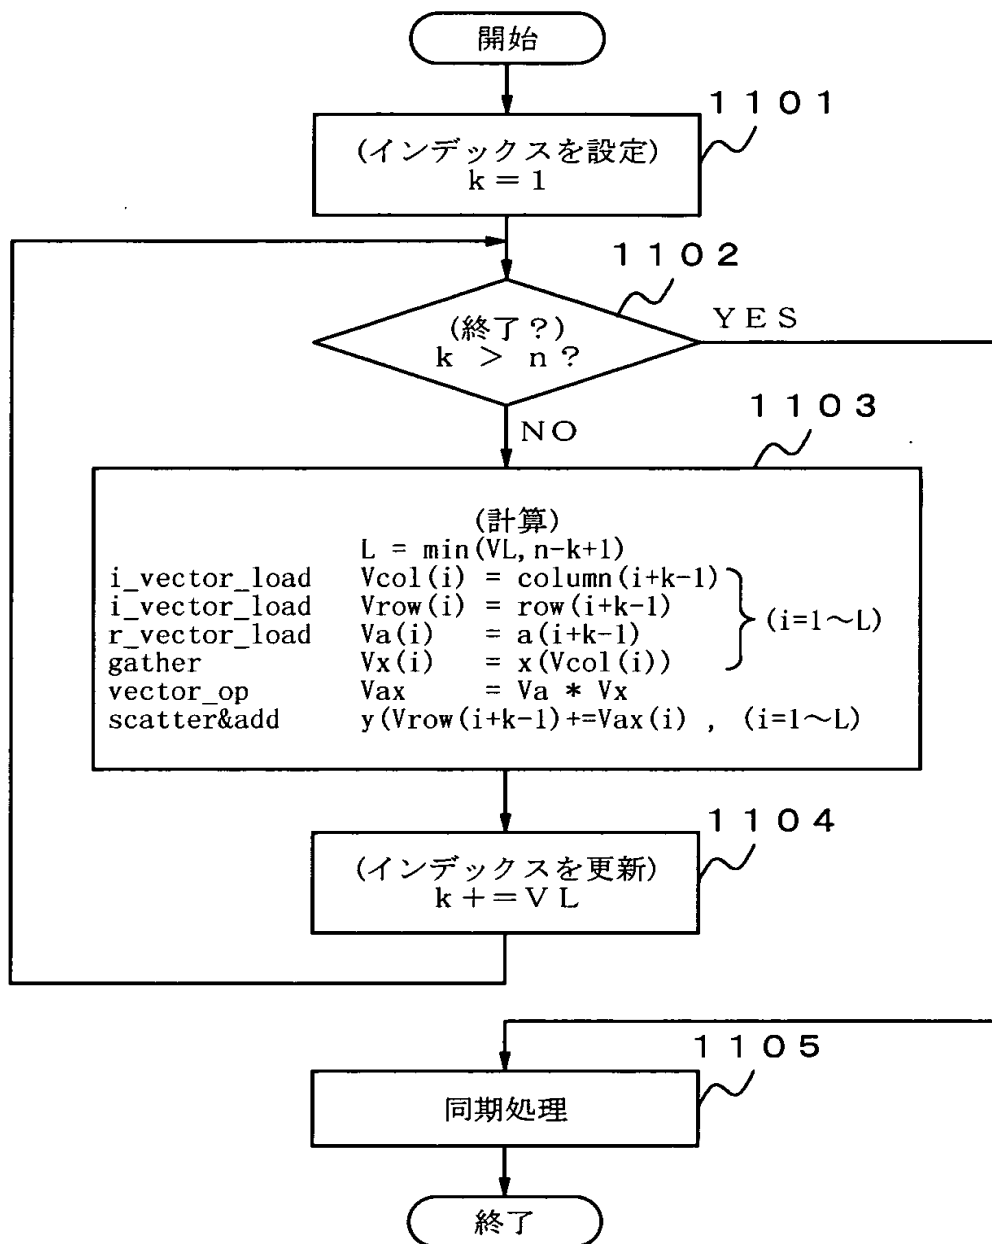 開始
1101
(インデックスを設定)
k=1
1102
(終了?)
k > n?
YES
NO
1103
(計算)
L = min(VL,n-k+1)
i_vector_load Vcol(i) = column(i+k-1)
i_vector_load Vrow(i) = row(i+k-1)
r_vector_load Va(i) = a(i+k-1)
gather Vx(i) = x(Vcol(i))
(i=1~L)
vector_op Vax = Va * Vx
scatter&add y(Vrow(i+k-1)+=Vax(i) , (i=1~L)
1104
(インデックスを更新)
k+=VL
1105
同期処理
終了